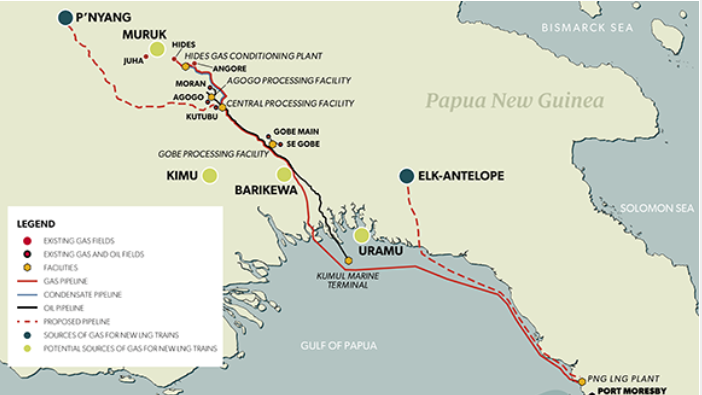 P'NYANG
BISMARCK SEA
MURUK
HIDES
HIDES GAS CONDITIONING PLANT
JUHA
ANGORE
MORAN
AGOGO PROCESSING FACILITY
AGOGO
CENTRAL PROCESSING FACILITY
Papua New Guinea
KUTUBU
GOBE MAIN
SE GOBE
GOBE PROCESSING FACILITY
KIMU
BARIKEWA
ELK-ANTELOPE
SOLOMON SEA
LEGEND
EXISTING GAS FIELDS
EXISTING GAS AND OIL FIELDS
FACILITIES
GAS PIPELINE
CONDENSATE PIPELINE
OIL PIPELINE
PROPOSED PIPELINE
SOURCES OF GAS FOR NEW LNG TRAINS
POTENTIAL SOURCES OF GAS FOR NEW LNG TRAINS
URAMU
KUMUL MARINE
TERMINAL
GULF OF PAPUA
PNG LNG PLANT
PORT MORESBY